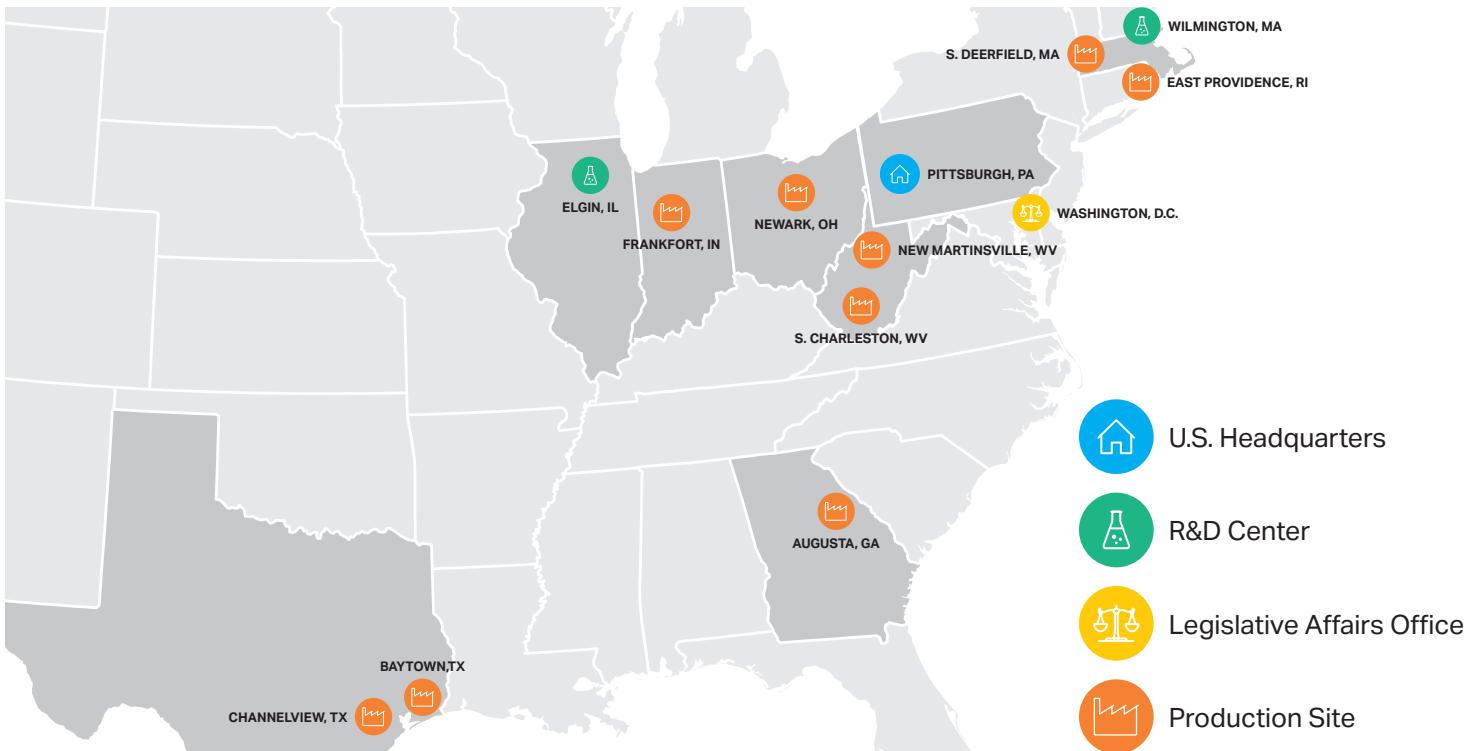 WILMINGTON, MA
S. DEERFIELD, MA
EAST PROVIDENCE, RI
PITTSBURGH, PA
ELGIN, IL
WASHINGTON, D.C.
NEWARK, OH
FRANKFORT, IN
NEW MARTINSVILLE, WV
S. CHARLESTON, WV
U.S. Headquarters
R&D Center
AUGUSTA, GA
Legislative Affairs Office
BAYTOWN,TX
CHANNELVIEW, TX
Production Site